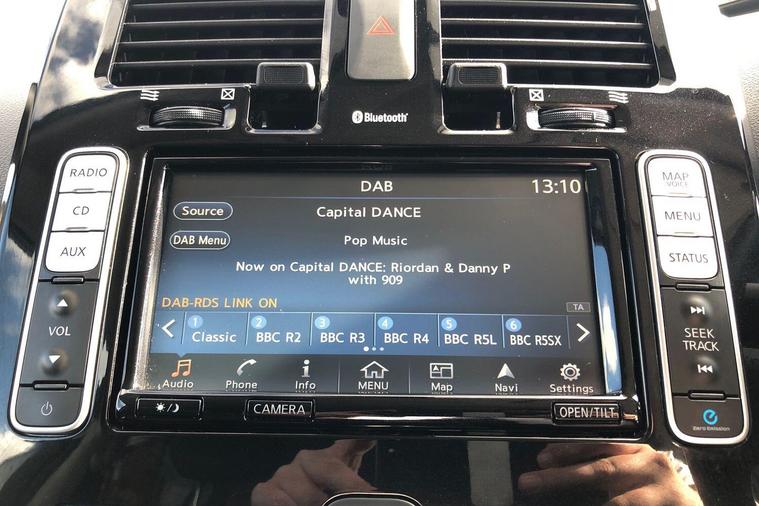 Bluetooth®
RADIO
CD
AUX
VOL
DAB
13:10
Source
Capital DANCE
DAB Menu
Pop Music
Now on Capital DANCE: Riordan & Danny P
with 909
DAB-RDS LINK ON
TA
1 Classic
2 BBC R2
3 BBC R3
4 BBC R4
5 BBC R5L
6 BBC R5SX
Audio
Phone
Info
MENU
Map
Navi
Settings
CAMERA
OPEN/TILT
MAP
VOICE
MENU
STATUS
SEEK
TRACK
Zero Emission